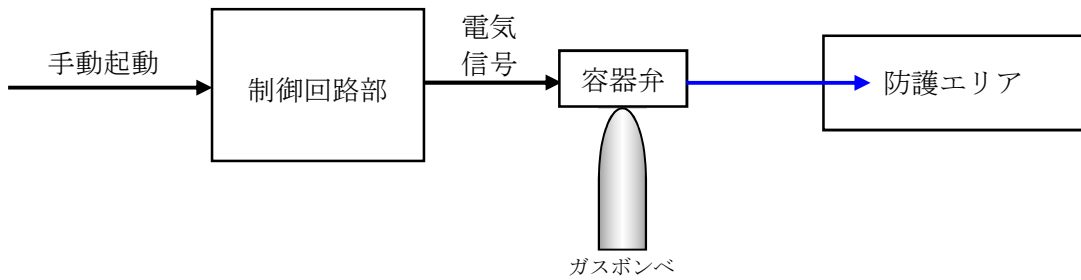 手動起動
制御回路部
電気
信号
容器弁
防護エリア
ガスボンベ